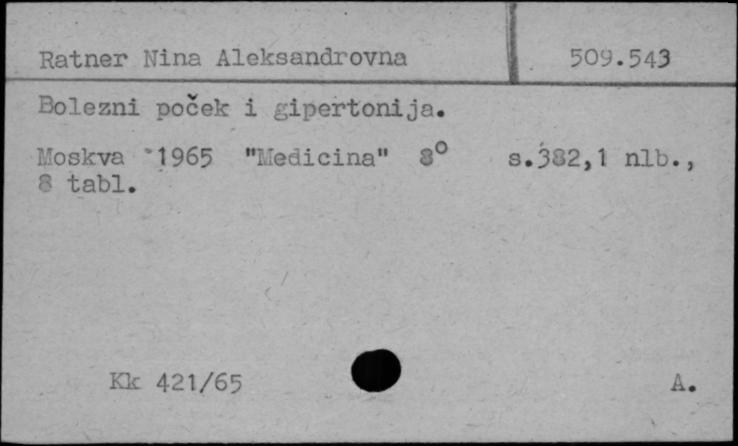 Ratner Nina Aleksandrovna 509.543
Bolezni poček i gipertonija.
Moskva 1965 "Medicina" 8° s.382,1 nlb.,
8 tabl.
Kk 421/65 A.